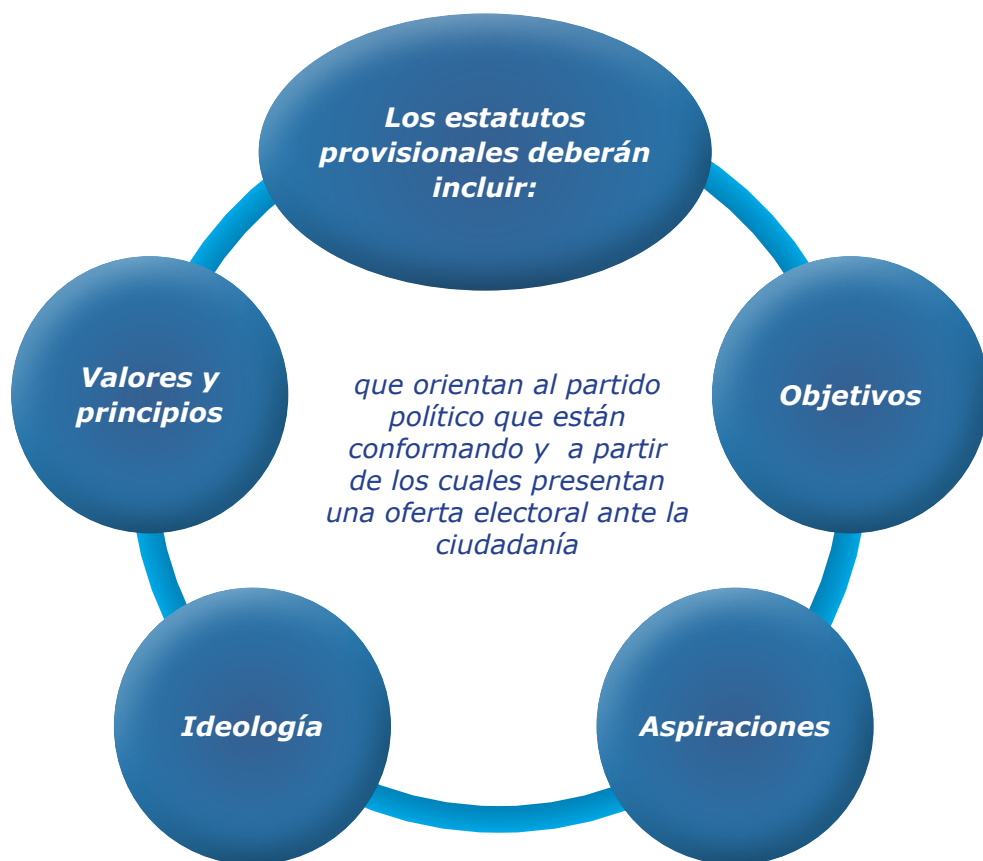 Los estatutos
provisionales deberán
incluir:
Objetivos
Aspiraciones
Ideología
Valores y
principios
que orientan al partido
político que están
conformando y a partir
de los cuales presentan
una oferta electoral ante la
ciudadanía